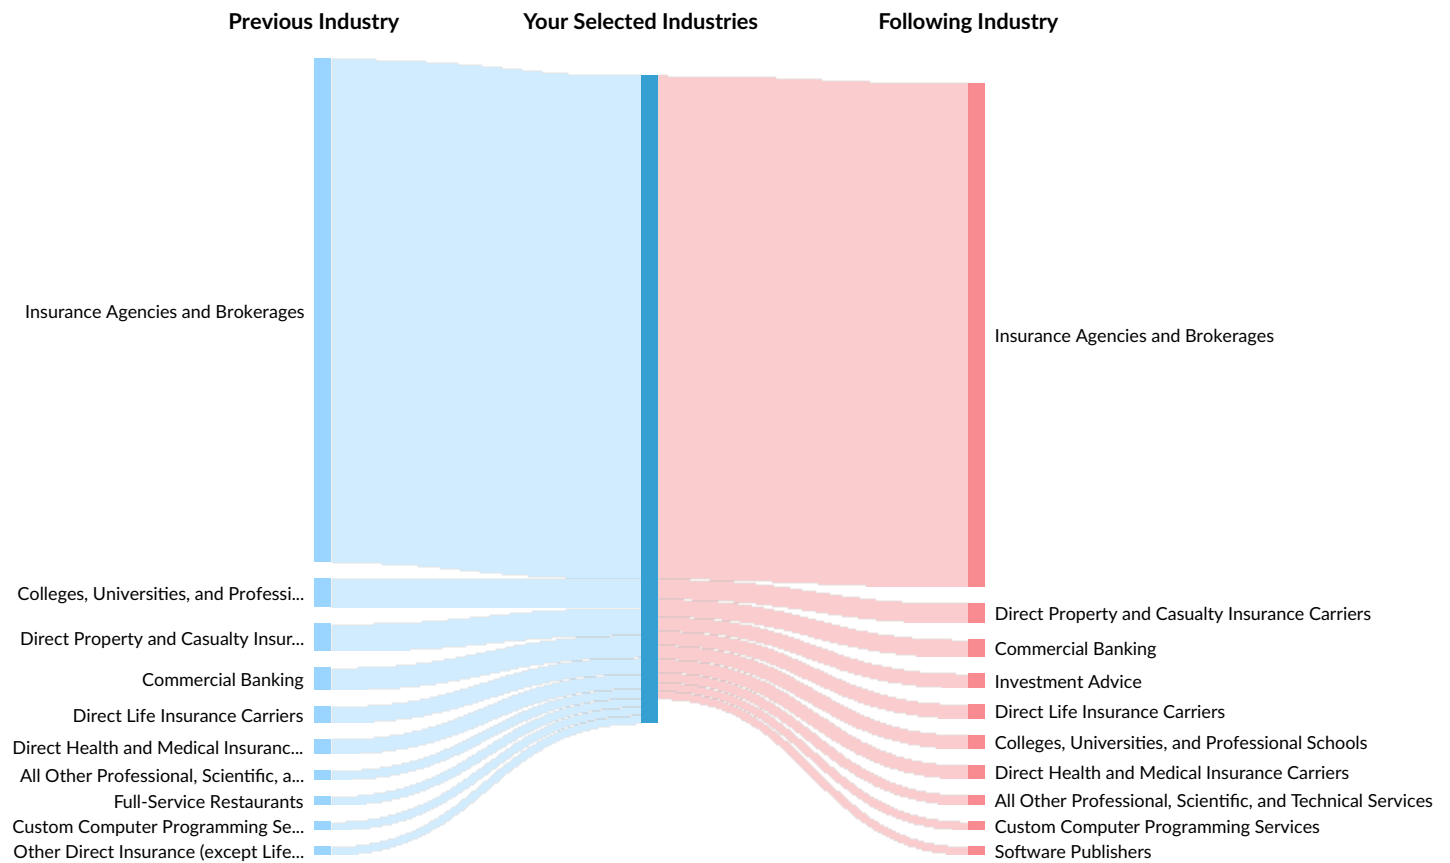 Previous Industry
Your Selected Industries
Following Industry
Insurance Agencies and Brokerages
Colleges, Universities, and Professi...
Direct Property and Casualty Insur...
Commercial Banking
Direct Life Insurance Carriers
Direct Health and Medical Insuranc...
All Other Professional, Scientific, a...
Full-Service Restaurants
Custom Computer Programming Se...
Other Direct Insurance (except Life...
Insurance Agencies and Brokerages
Direct Property and Casualty Insurance Carriers
Commercial Banking
Investment Advice
Direct Life Insurance Carriers
Colleges, Universities, and Professional Schools
Direct Health and Medical Insurance Carriers
All Other Professional, Scientific, and Technical Services
Custom Computer Programming Services
Software Publishers